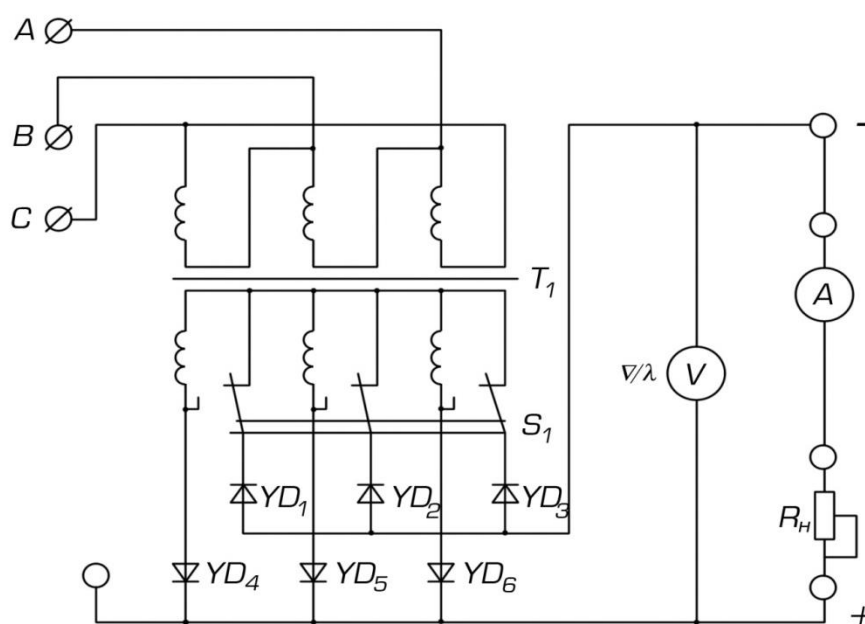 A
B
C
-
T₁
A
∇/λ
V
S₁
YD₁
YD₂
YD₃
Rн
YD₄
YD₅
YD₆
+